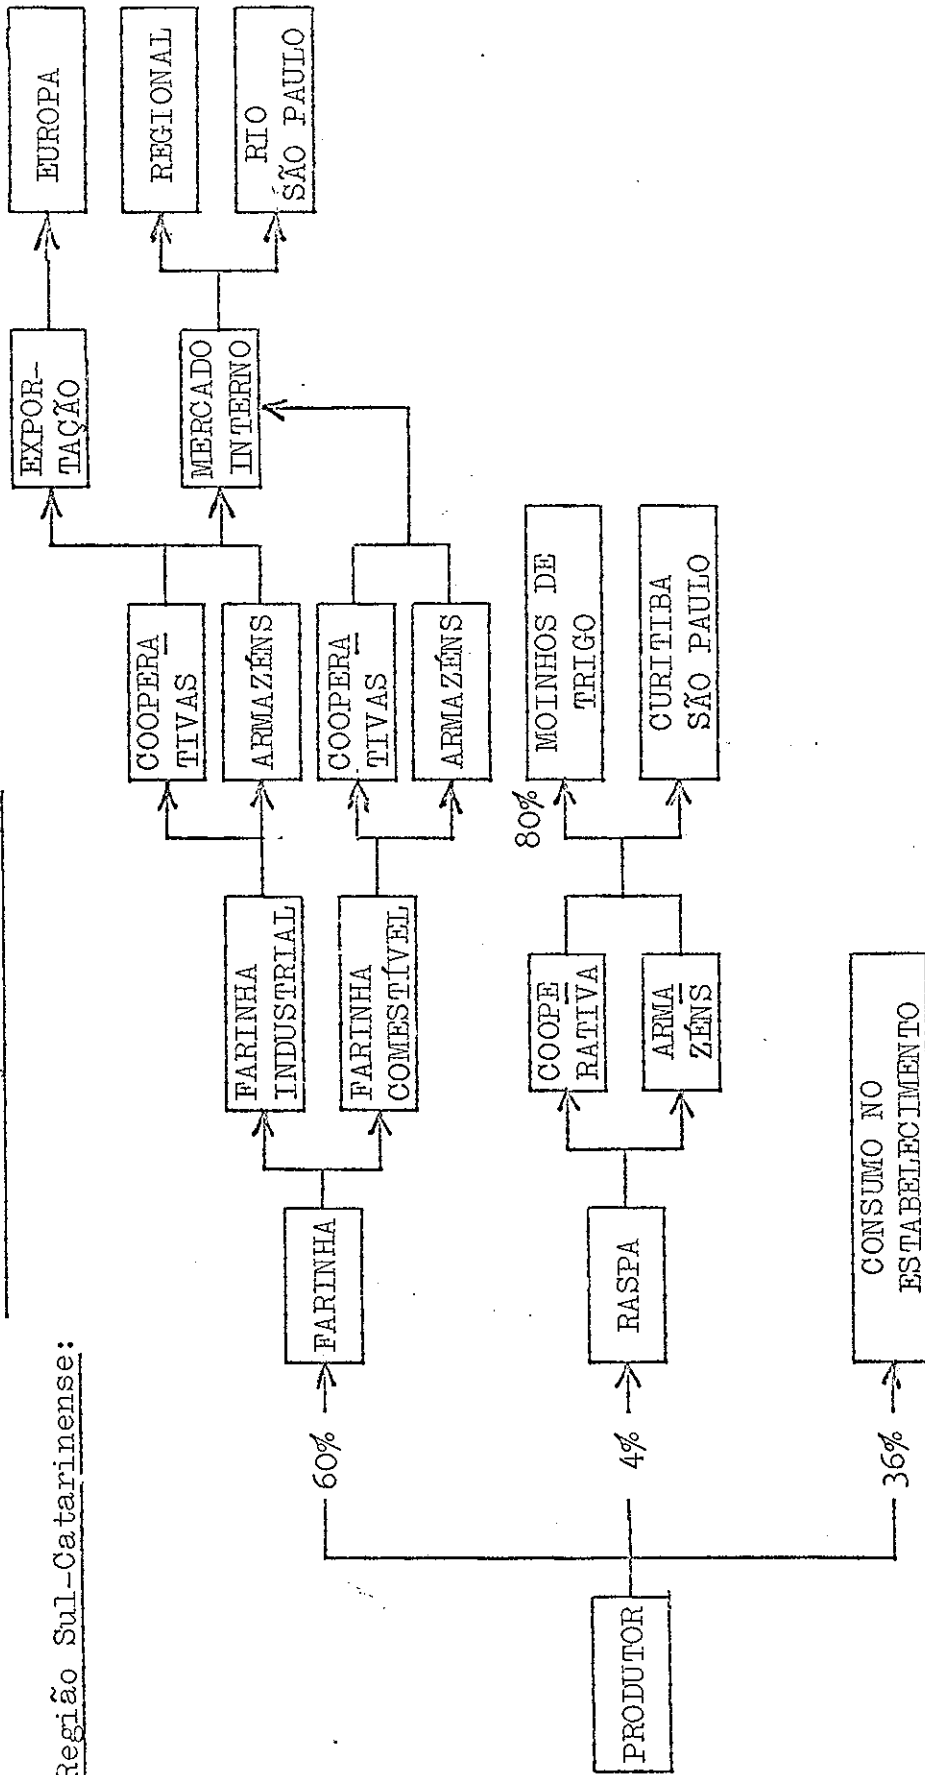 Região Sul-Catarinense:
PRODUTOR
60%
4%
36%
FARINHA
RASPA
CONSUMO NO
ESTABELECIMENTO
FARINHA
INDUSTRIAL
FARINHA
COMESTÍVEL
COOPE
RATIVA
ARMA
ZÉNS
COOPERA
TIVAS
ARMAZÉNS
COOPERA
TIVAS
ARMAZÉNS
80%
MOINHOS DE
TRIGO
CURITIBA
SÃO PAULO
EXPOR-
TAÇÃO
MERCADO
INTERNO
EUROPA
REGIONAL
RIO
SÃO PAULO